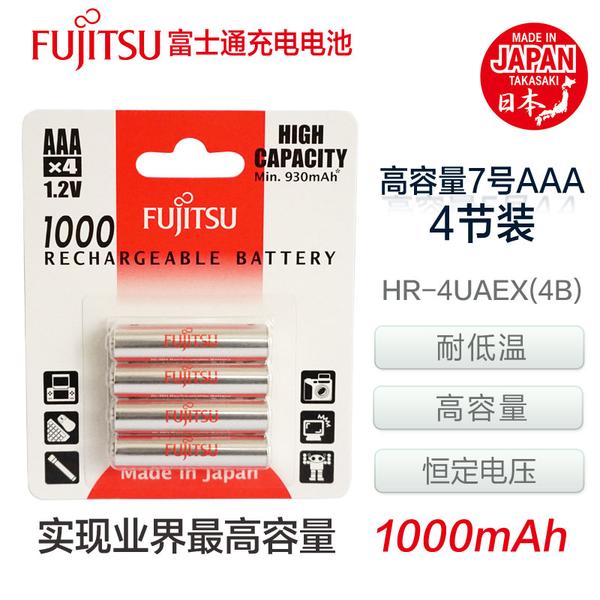 FUJITSU 富士通充电电池
MADE IN
JAPAN
TAKASAKI
日本
AAA
×4
1.2V
HIGH
CAPACITY
Min. 930mAh*
FUJITSU
1000
RECHARGEABLE BATTERY
FUJITSU
FUJITSU
FUJITSU
FUJITSU
Made in Japan
高容量7号AAA
4节装
HR-4UAEX(4B)
耐低温
高容量
恒定电压
实现业界最高容量 1000mAh